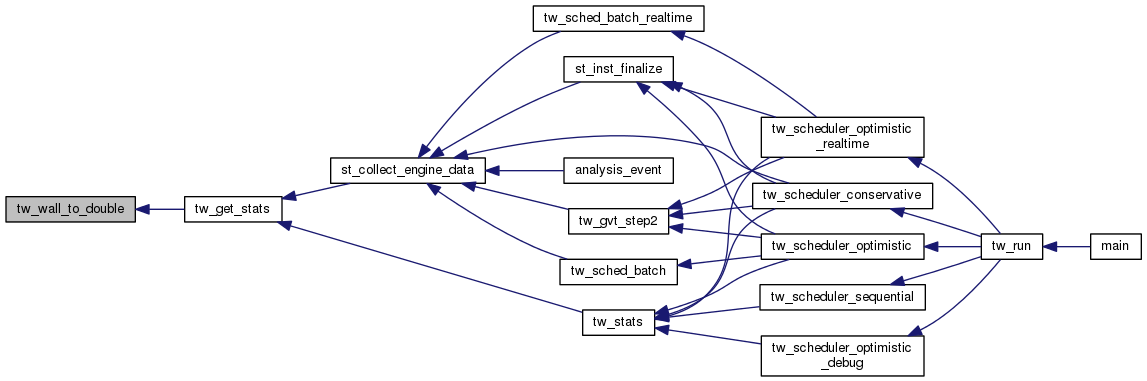 tw_sched_batch_realtime
st_inst_finalize
tw_scheduler_optimistic
_realtime
st_collect_engine_data
analysis_event
tw_scheduler_conservative
tw_wall_to_double
tw_get_stats
tw_gvt_step2
tw_scheduler_optimistic
tw_run
main
tw_sched_batch
tw_scheduler_sequential
tw_stats
tw_scheduler_optimistic
_debug